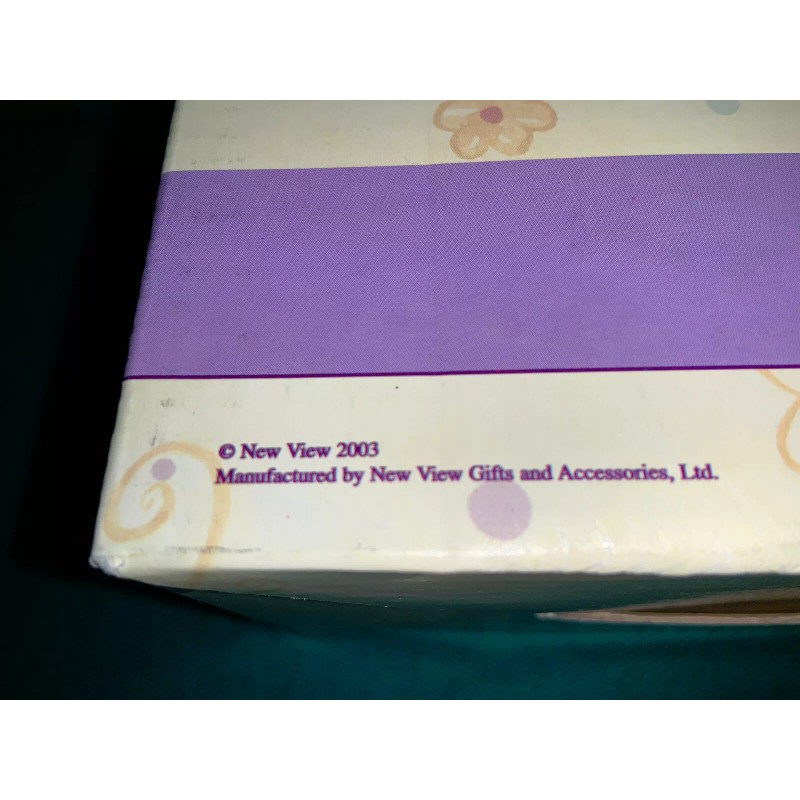 © New View 2003
Manufactured by New View Gifts and Accessories, Ltd.